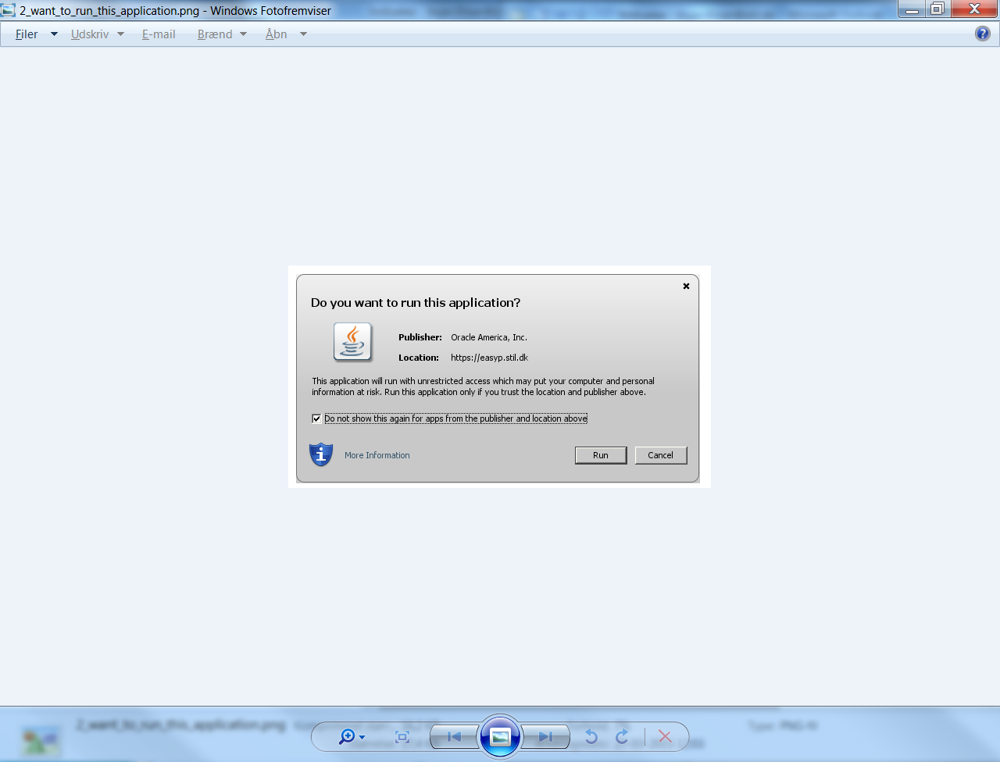 2_want_to_run_this_application.png - Windows Fotofremviser
Filer Udskriv E-mail Brænd Åbn
Do you want to run this application?
Publisher: Oracle America, Inc.
Location: https://easyp.stil.dk
This application will run with unrestricted access which may put your computer and personal
information at risk. Run this application only if you trust the location and publisher above.
Do not show this again for apps from the publisher and location above
More Information
Run
Cancel
2_want_to_run_this_application.png